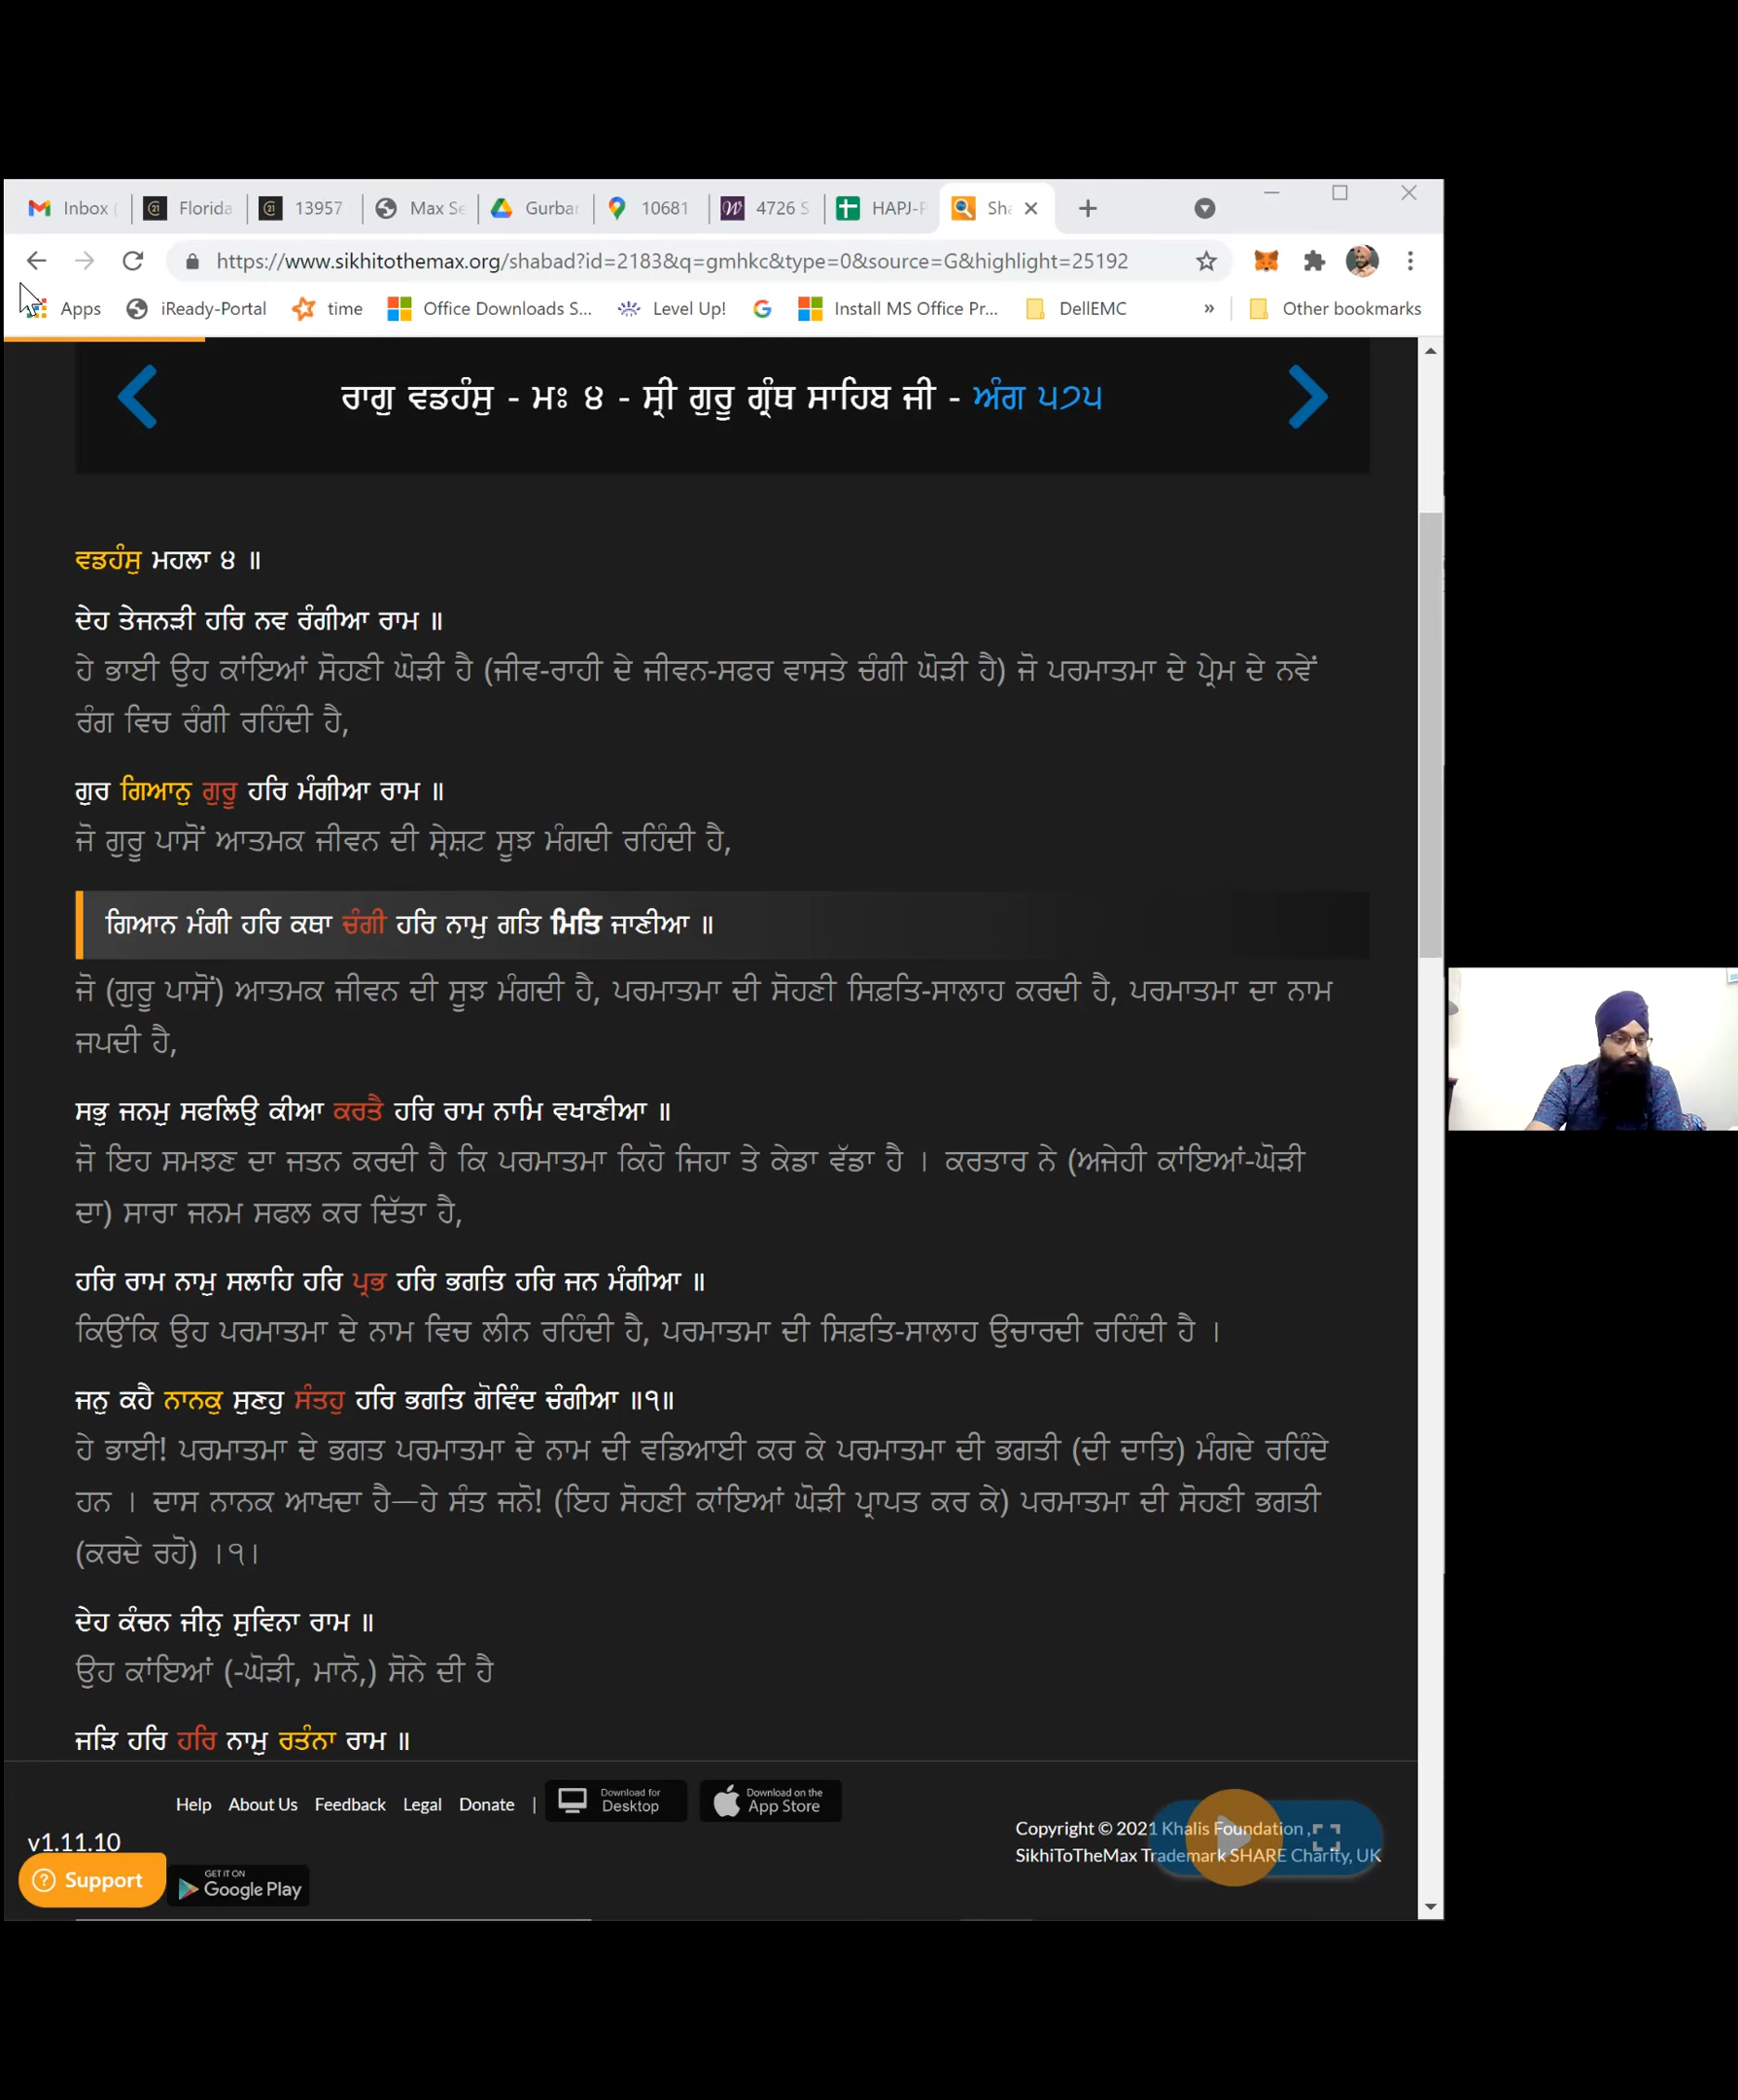 Inbox
Florida
13957
Max Se
Gurbar
10681
4726 S
HAPJ-P
Sha
https://www.sikhitothemax.org/shabad?id=2183&q=gmhkc&type=0&source=G&highlight=25192
Apps iReady-Portal time Office Downloads S... Level Up! Install MS Office Pr... DellEMC » Other bookmarks
ਰਾਗੁ ਵਡਹੰਸੁ - ਮਃ ੪ - ਸ੍ਰੀ ਗੁਰੂ ਗ੍ਰੰਥ ਸਾਹਿਬ ਜੀ - ਅੰਗ ੫੭੫
ਵਡਹੰਸੁ ਮਹਲਾ ੪ ॥
ਦੇਹ ਤੇਜਨੜੀ ਹਰਿ ਨਵ ਰੰਗੀਆ ਰਾਮ ॥
ਹੇ ਭਾਈ ਉਹ ਕਾਂਇਆਂ ਸੋਹਣੀ ਘੋੜੀ ਹੈ (ਜੀਵ-ਰਾਹੀ ਦੇ ਜੀਵਨ-ਸਫਰ ਵਾਸਤੇ ਚੰਗੀ ਘੋੜੀ ਹੈ) ਜੋ ਪਰਮਾਤਮਾ ਦੇ ਪ੍ਰੇਮ ਦੇ ਨਵੇਂ
ਰੰਗ ਵਿਚ ਰੰਗੀ ਰਹਿੰਦੀ ਹੈ,
ਗੁਰ ਗਿਆਨੁ ਗੁਰੂ ਹਰਿ ਮੰਗੀਆ ਰਾਮ ॥
ਜੋ ਗੁਰੂ ਪਾਸੋਂ ਆਤਮਕ ਜੀਵਨ ਦੀ ਸ੍ਰੇਸ਼ਟ ਸੂਝ ਮੰਗਦੀ ਰਹਿੰਦੀ ਹੈ,
ਗਿਆਨ ਮੰਗੀ ਹਰਿ ਕਥਾ ਚੰਗੀ ਹਰਿ ਨਾਮੁ ਗਤਿ ਮਿਤਿ ਜਾਣੀਆ ॥
ਜੋ (ਗੁਰੂ ਪਾਸੋਂ) ਆਤਮਕ ਜੀਵਨ ਦੀ ਸੂਝ ਮੰਗਦੀ ਹੈ, ਪਰਮਾਤਮਾ ਦੀ ਸੋਹਣੀ ਸਿਫ਼ਤਿ-ਸਾਲਾਹ ਕਰਦੀ ਹੈ, ਪਰਮਾਤਮਾ ਦਾ ਨਾਮ
ਜਪਦੀ ਹੈ,
ਸਭੁ ਜਨਮੁ ਸਫਲਿਉ ਕੀਆ ਕਰਤੈ ਹਰਿ ਰਾਮ ਨਾਮਿ ਵਖਾਣੀਆ ॥
ਜੋ ਇਹ ਸਮਝਣ ਦਾ ਜਤਨ ਕਰਦੀ ਹੈ ਕਿ ਪਰਮਾਤਮਾ ਕਿਹੋ ਜਿਹਾ ਤੇ ਕੇਡਾ ਵੱਡਾ ਹੈ । ਕਰਤਾਰ ਨੇ (ਅਜੇਹੀ ਕਾਂਇਆਂ-ਘੋੜੀ
ਦਾ) ਸਾਰਾ ਜਨਮ ਸਫਲ ਕਰ ਦਿੱਤਾ ਹੈ,
ਹਰਿ ਰਾਮ ਨਾਮੁ ਸਲਾਹਿ ਹਰਿ ਪ੍ਰਭ ਹਰਿ ਭਗਤਿ ਹਰਿ ਜਨ ਮੰਗੀਆ ॥
ਕਿਉਂਕਿ ਉਹ ਪਰਮਾਤਮਾ ਦੇ ਨਾਮ ਵਿਚ ਲੀਨ ਰਹਿੰਦੀ ਹੈ, ਪਰਮਾਤਮਾ ਦੀ ਸਿਫ਼ਤਿ-ਸਾਲਾਹ ਉਚਾਰਦੀ ਰਹਿੰਦੀ ਹੈ ।
ਜਨੁ ਕਹੈ ਨਾਨਕੁ ਸੁਣਹੁ ਸੰਤਹੁ ਹਰਿ ਭਗਤਿ ਗੋਵਿੰਦ ਚੰਗੀਆ ॥੧॥
ਹੇ ਭਾਈ! ਪਰਮਾਤਮਾ ਦੇ ਭਗਤ ਪਰਮਾਤਮਾ ਦੇ ਨਾਮ ਦੀ ਵਡਿਆਈ ਕਰ ਕੇ ਪਰਮਾਤਮਾ ਦੀ ਭਗਤੀ (ਦੀ ਦਾਤਿ) ਮੰਗਦੇ ਰਹਿੰਦੇ
ਹਨ । ਦਾਸ ਨਾਨਕ ਆਖਦਾ ਹੈ—ਹੇ ਸੰਤ ਜਨੋ! (ਇਹ ਸੋਹਣੀ ਕਾਂਇਆਂ ਘੋੜੀ ਪ੍ਰਾਪਤ ਕਰ ਕੇ) ਪਰਮਾਤਮਾ ਦੀ ਸੋਹਣੀ ਭਗਤੀ
(ਕਰਦੇ ਰਹੋ) ।੧।
ਦੇਹ ਕੰਚਨ ਜੀਨੁ ਸੁਵਿਨਾ ਰਾਮ ॥
ਉਹ ਕਾਂਇਆਂ (-ਘੋੜੀ, ਮਾਨੋ,) ਸੋਨੇ ਦੀ ਹੈ
ਜੜਿ ਹਰਿ ਹਰਿ ਨਾਮੁ ਰਤੰਨਾ ਰਾਮ ॥
Help About Us Feedback Legal Donate |
Download for
Desktop
Download on the
App Store
Copyright © 2021 Khalis Foundation ,
SikhiToTheMax Trademark SHARE Charity, UK
v1.11.10
Support
GET IT ON
Google Play